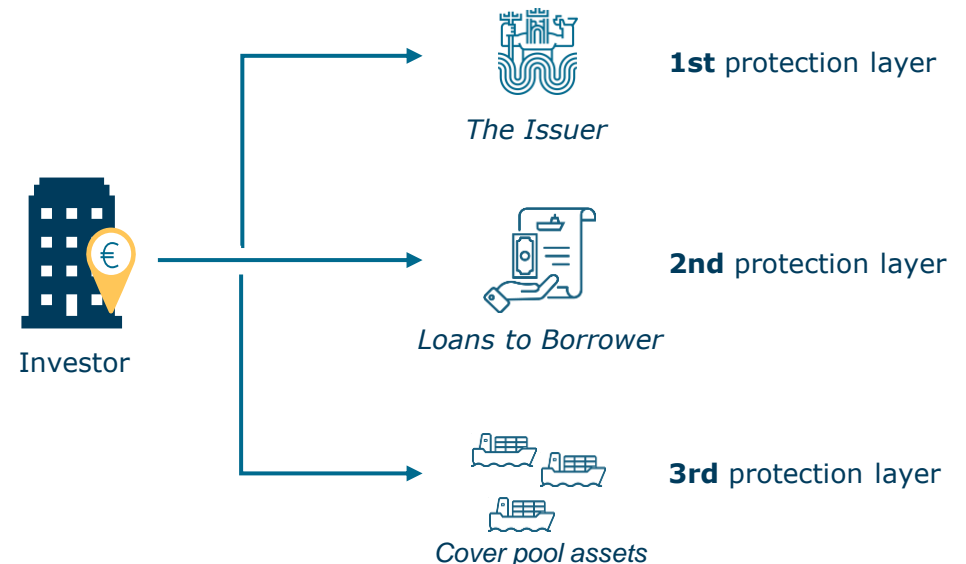 1st protection layer
The Issuer
€
2nd protection layer
Loans to Borrower
Investor
3rd protection layer
Cover pool assets